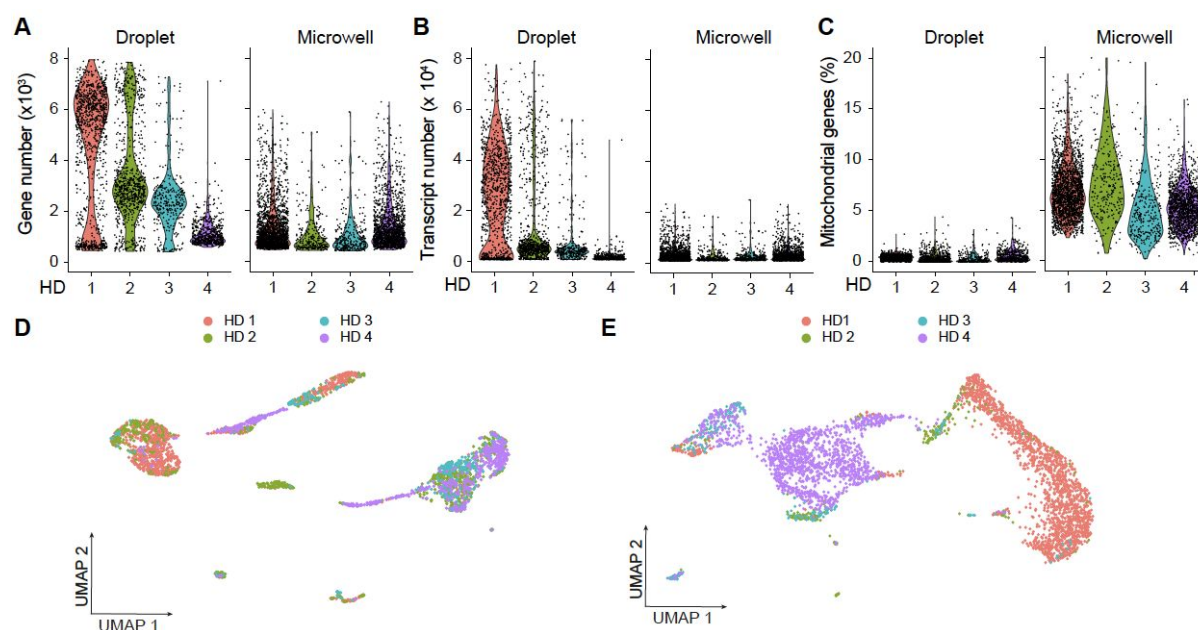 A
Droplet
Microwell
Gene number (x10³)
8
6
4
2
0
HD
1 2 3 4
1 2 3 4
B
Droplet
Microwell
Transcript number (x 10⁴)
8
6
4
2
0
HD
1 2 3 4
1 2 3 4
C
Droplet
Microwell
Mitochondrial genes (%)
20
15
10
5
0
HD
1 2 3 4
1 2 3 4
D
HD 1 HD 3
HD 2 HD 4
UMAP 2
UMAP 1
E
HD1 HD 3
HD 2 HD 4
UMAP 2
UMAP 1